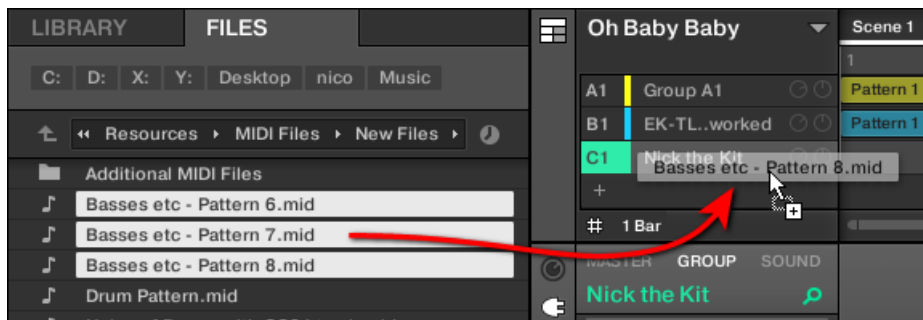 LIBRARY FILES
C: D: X: Y: Desktop nico Music
Resources MIDI Files New Files
Additional MIDI Files
Basses etc - Pattern 6.mid
Basses etc - Pattern 7.mid
Basses etc - Pattern 8.mid
Drum Pattern.mid
Oh Baby Baby
Scene 1
1
A1 Group A1 Pattern 1
B1 EK-TL..worked Pattern 1
C1 Nick the Kit
Basses etc - Pattern 8.mid
+
1 Bar
MASTER GROUP SOUND
Nick the Kit